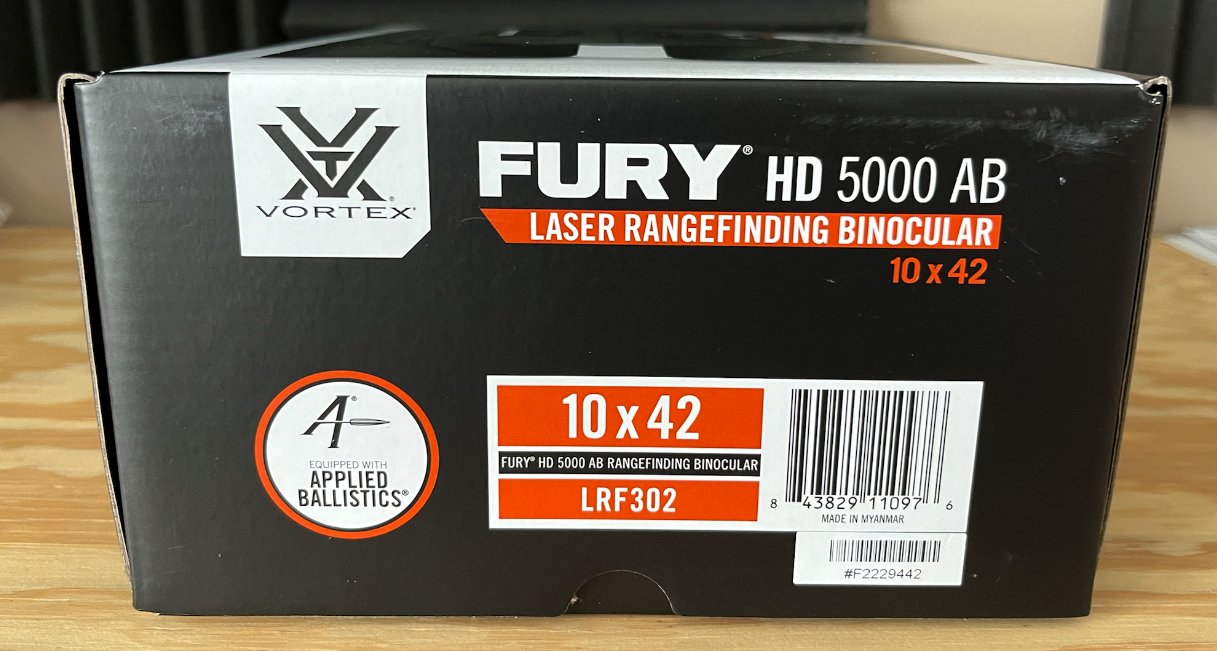 VORTEX®
FURY® HD 5000 AB
LASER RANGEFINDING BINOCULAR
10 x 42
A®
EQUIPPED WITH
APPLIED
BALLISTICS®
10 x 42
FURY® HD 5000 AB RANGEFINDING BINOCULAR
LRF302
8 43829 11097 6
MADE IN MYANMAR
#F2229442